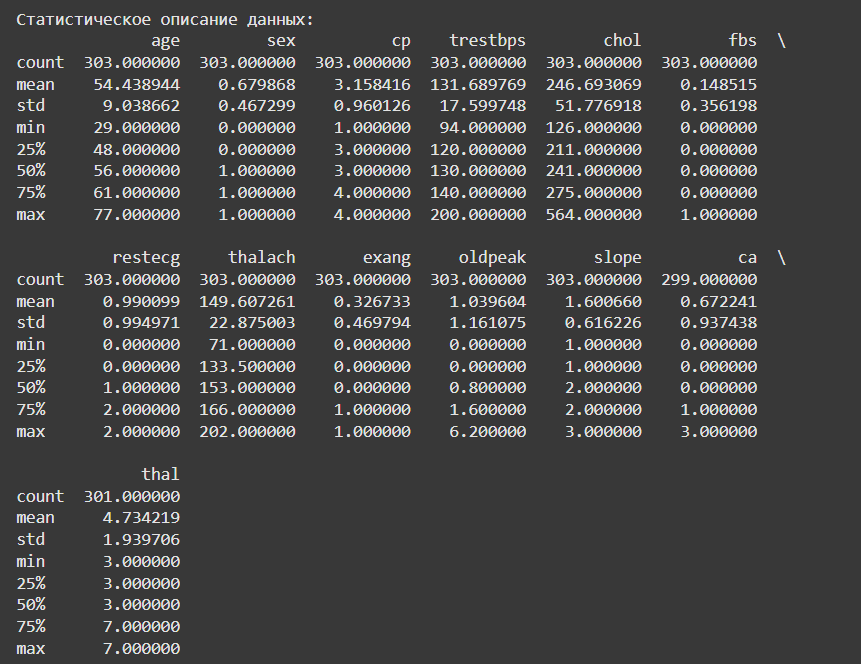 Статистическое описание данных:
age sex cp trestbps chol fbs \
count 303.000000 303.000000 303.000000 303.000000 303.000000 303.000000
mean 54.438944 0.679868 3.158416 131.689769 246.693069 0.148515
std 9.038662 0.467299 0.960126 17.599748 51.776918 0.356198
min 29.000000 0.000000 1.000000 94.000000 126.000000 0.000000
25% 48.000000 0.000000 3.000000 120.000000 211.000000 0.000000
50% 56.000000 1.000000 3.000000 130.000000 241.000000 0.000000
75% 61.000000 1.000000 4.000000 140.000000 275.000000 0.000000
max 77.000000 1.000000 4.000000 200.000000 564.000000 1.000000
restecg thalach exang oldpeak slope ca \
count 303.000000 303.000000 303.000000 303.000000 303.000000 299.000000
mean 0.990099 149.607261 0.326733 1.039604 1.600660 0.672241
std 0.994971 22.875003 0.469794 1.161075 0.616226 0.937438
min 0.000000 71.000000 0.000000 0.000000 1.000000 0.000000
25% 0.000000 133.500000 0.000000 0.000000 1.000000 0.000000
50% 1.000000 153.000000 0.000000 0.800000 2.000000 0.000000
75% 2.000000 166.000000 1.000000 1.600000 2.000000 1.000000
max 2.000000 202.000000 1.000000 6.200000 3.000000 3.000000
thal
count 301.000000
mean 4.734219
std 1.939706
min 3.000000
25% 3.000000
50% 3.000000
75% 7.000000
max 7.000000